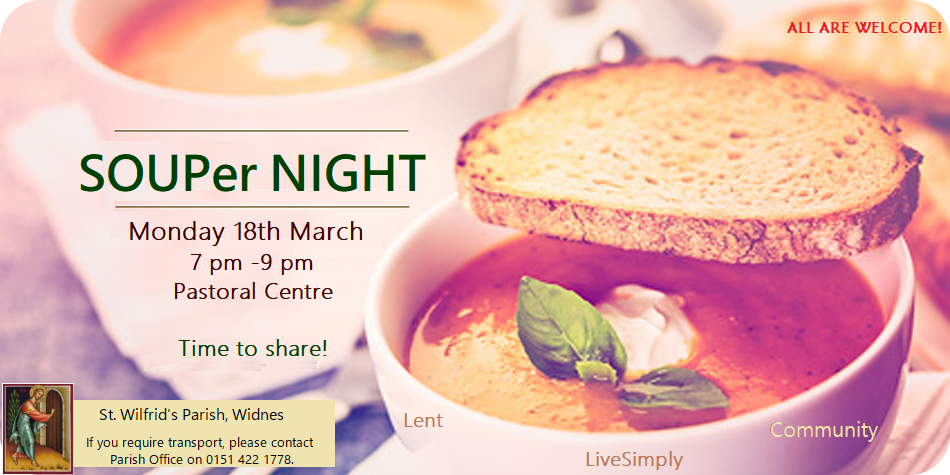 ALL ARE WELCOME!
SOUPer NIGHT
Monday 18th March
7 pm -9 pm
Pastoral Centre
Time to share!
St. Wilfrid's Parish, Widnes
If you require transport, please contact
Parish Office on 0151 422 1778.
Lent
LiveSimply
Community